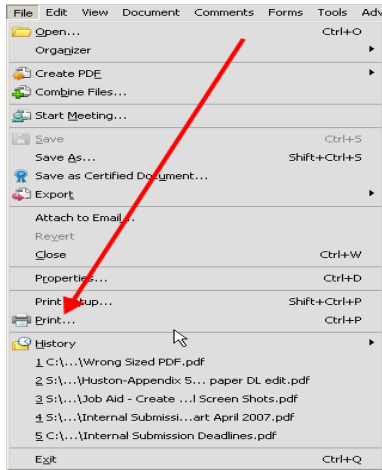 File Edit View Document Comments Forms Tools Adv
Open... Ctrl+O
Organizer
Create PDF
Combine Files...
Start Meeting...
Save Ctrl+S
Save As... Shift+Ctrl+S
Save as Certified Document...
Export
Attach to Email...
Revert
Close Ctrl+W
Properties... Ctrl+D
Print Setup... Shift+Ctrl+P
Print... Ctrl+P
History
1 C:\...\Wrong Sized PDF.pdf
2 S:\...\Huston-Appendix 5... paper DL edit.pdf
3 S:\...\Job Aid - Create ...l Screen Shots.pdf
4 S:\...\Internal Submissi...art April 2007.pdf
5 C:\...\Internal Submission Deadlines.pdf
Exit Ctrl+Q